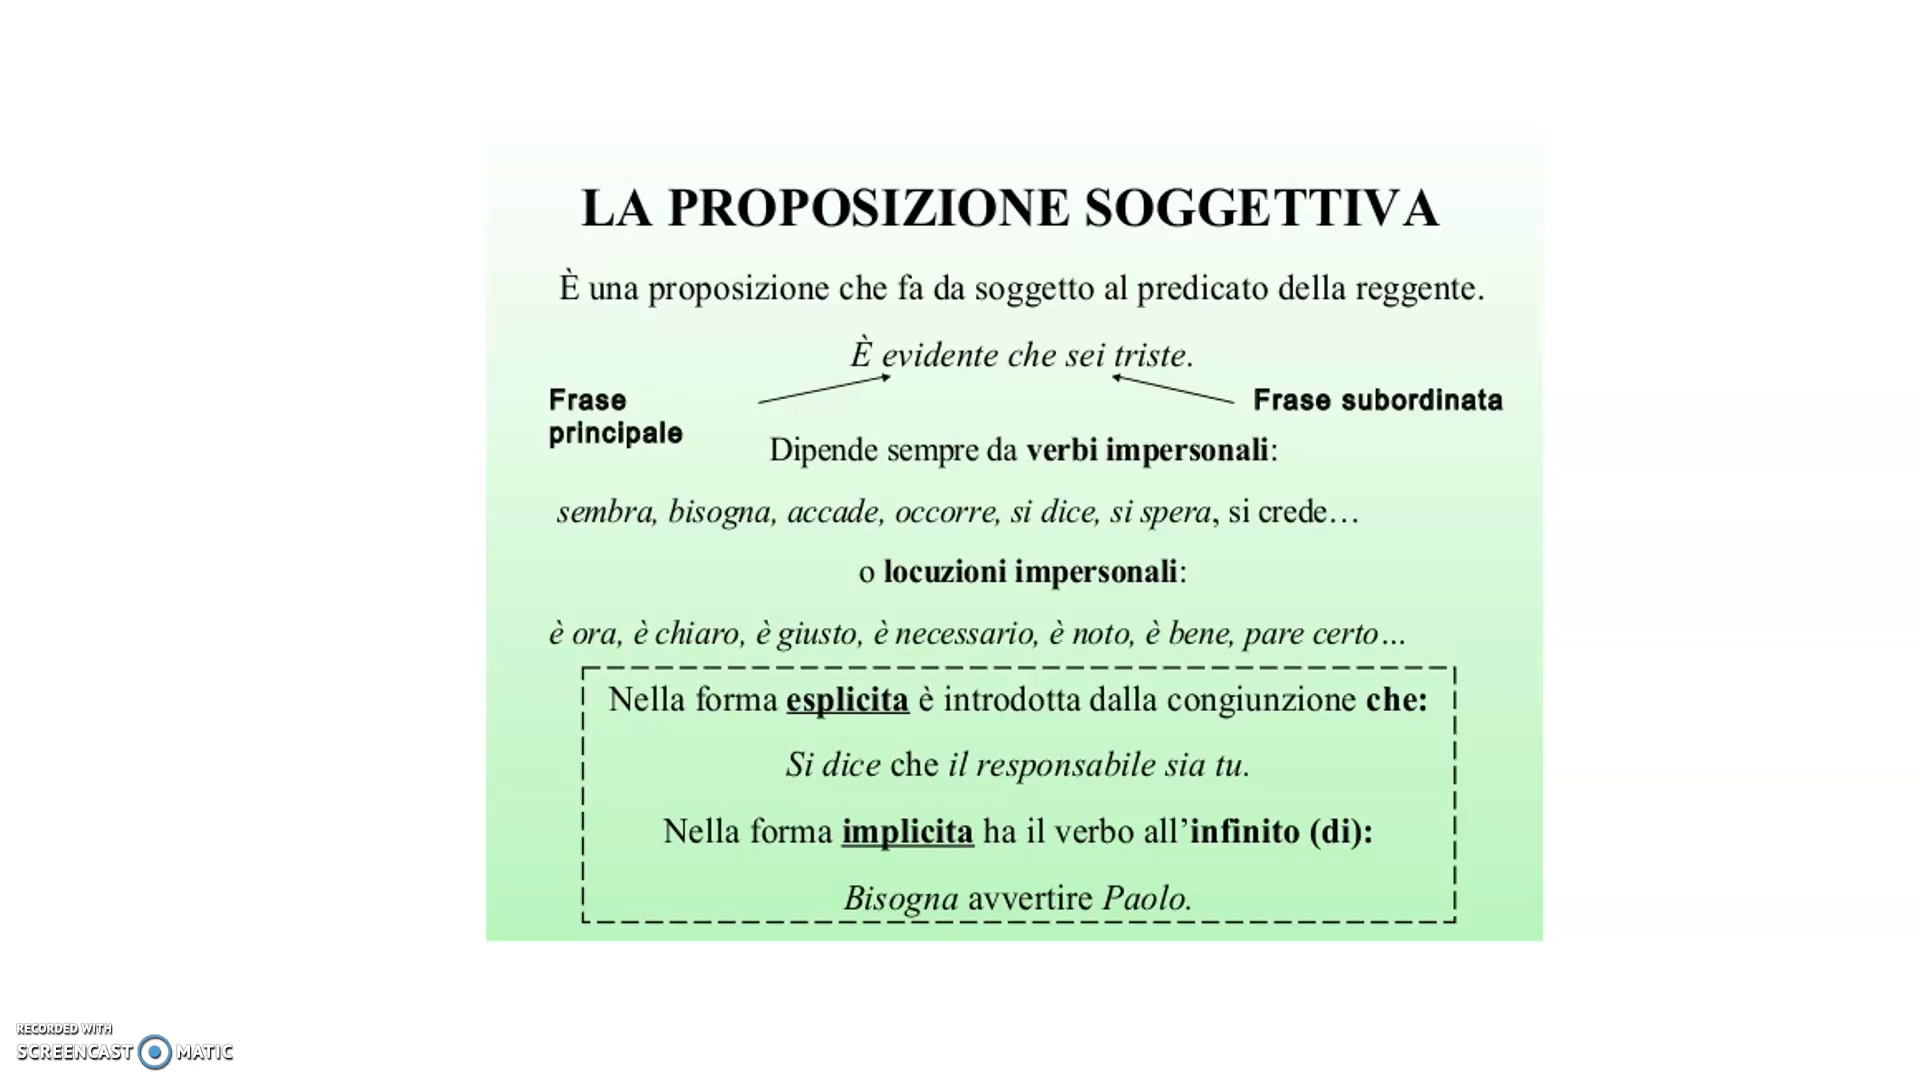 LA PROPOSIZIONE SOGGETTIVA
È una proposizione che fa da soggetto al predicato della reggente.
È evidente che sei triste.
Frase
principale
Frase subordinata
Dipende sempre da verbi impersonali:
sembra, bisogna, accade, occorre, si dice, si spera, si crede…
o locuzioni impersonali:
è ora, è chiaro, è giusto, è necessario, è noto, è bene, pare certo…
Nella forma esplicita è introdotta dalla congiunzione che:
Si dice che il responsabile sia tu.
Nella forma implicita ha il verbo all’infinito (di):
Bisogna avvertire Paolo.
RECORDED WITH
SCREENCAST MATIC